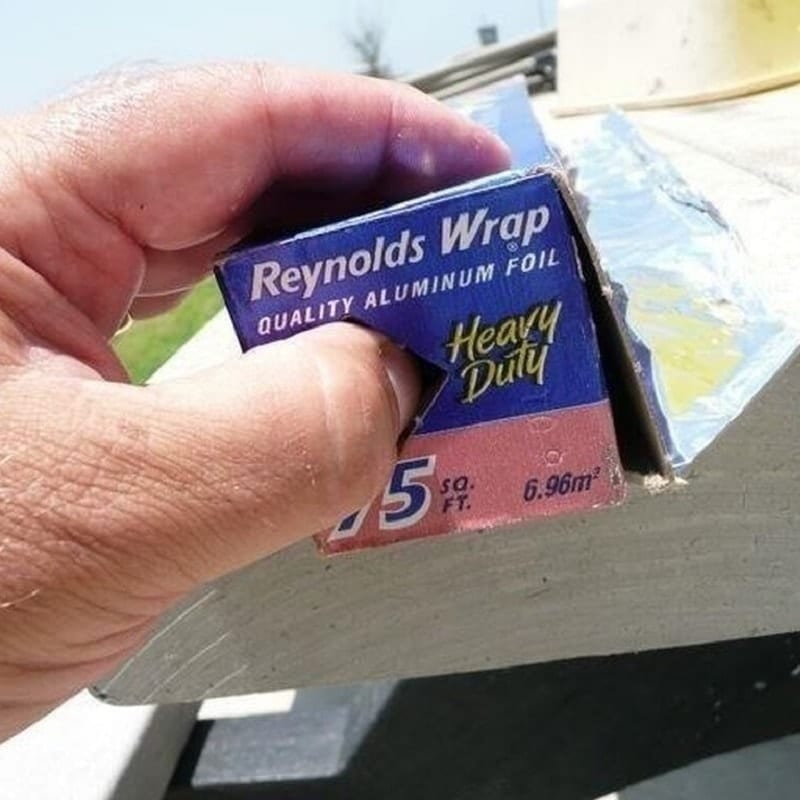 Reynolds Wrap®
QUALITY ALUMINUM FOIL
Heavy
Duty
75 SQ.
FT.
6.96m²